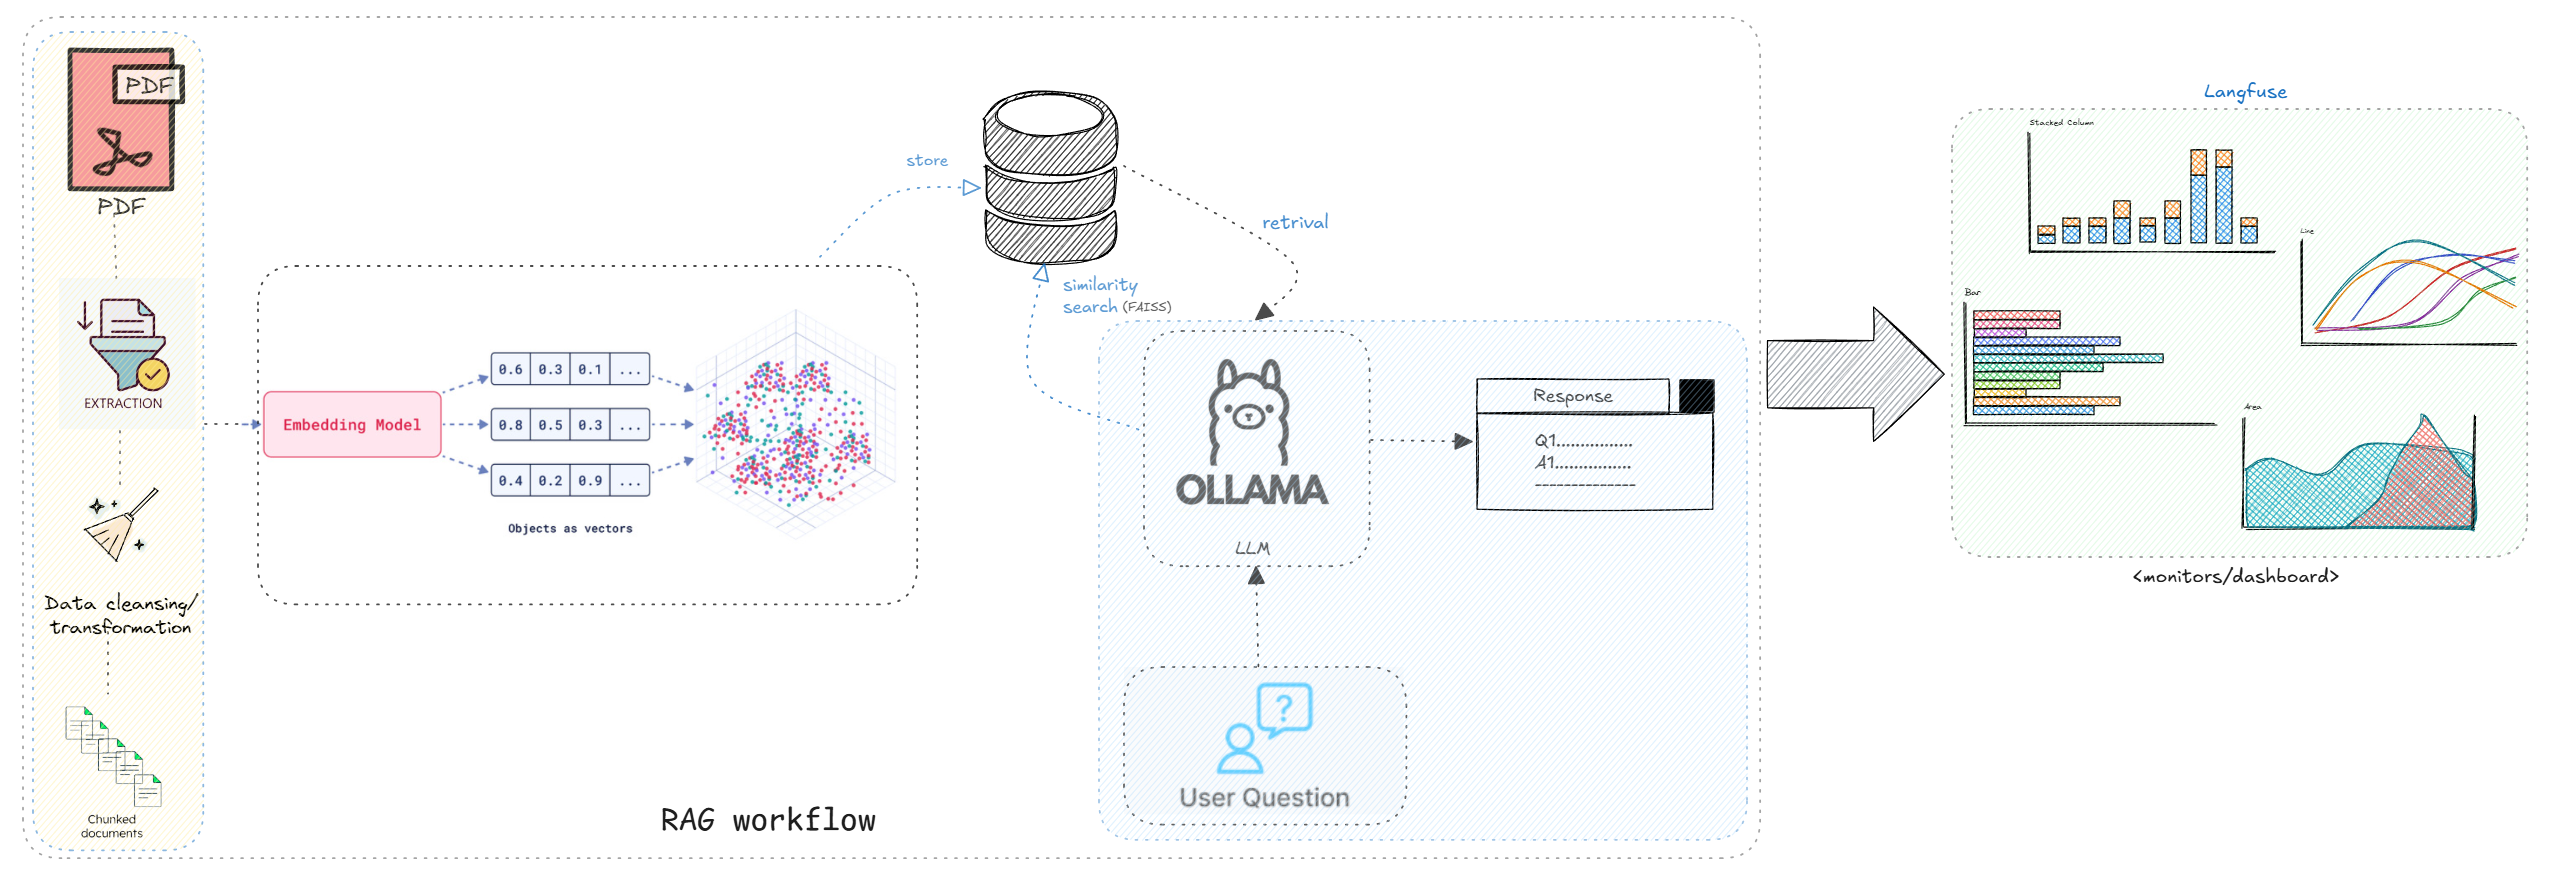 PDF
PDF
EXTRACTION
Data cleansing/
transformation
Chunked
documents
Embedding Model
0.6 0.3 0.1 ...
0.8 0.5 0.3 ...
0.4 0.2 0.9 ...
Objects as vectors
RAG workflow
store
retrival
similarity
search (FAISS)
OLLAMA
LLM
User Question
?
Response
Q1...............
A1...............
----------------
Langfuse
Stacked Column
Line
Bar
Area
<monitors/dashboard>